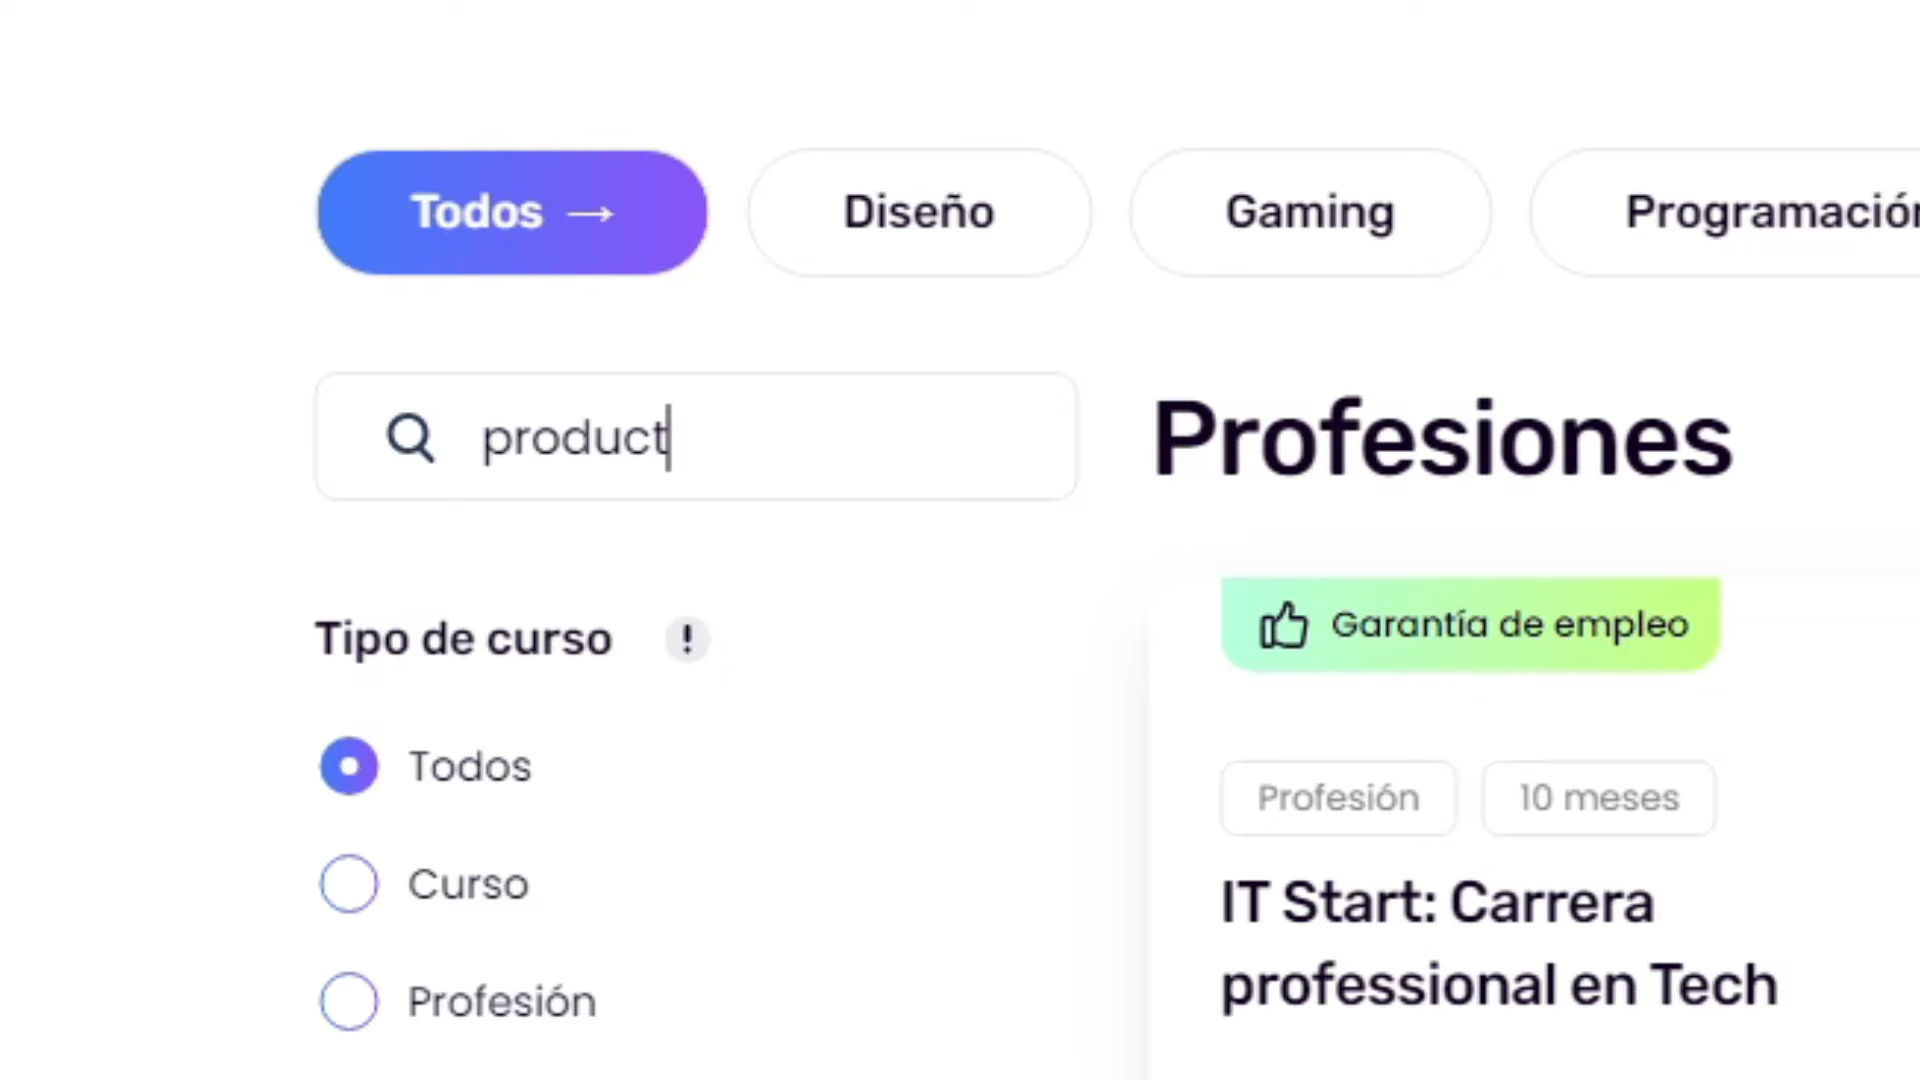 Todos →
Diseño
Gaming
Programación
product
Profesiones
Tipo de curso !
Garantía de empleo
Todos
Curso
Profesión
Profesión
10 meses
IT Start: Carrera
professional en Tech